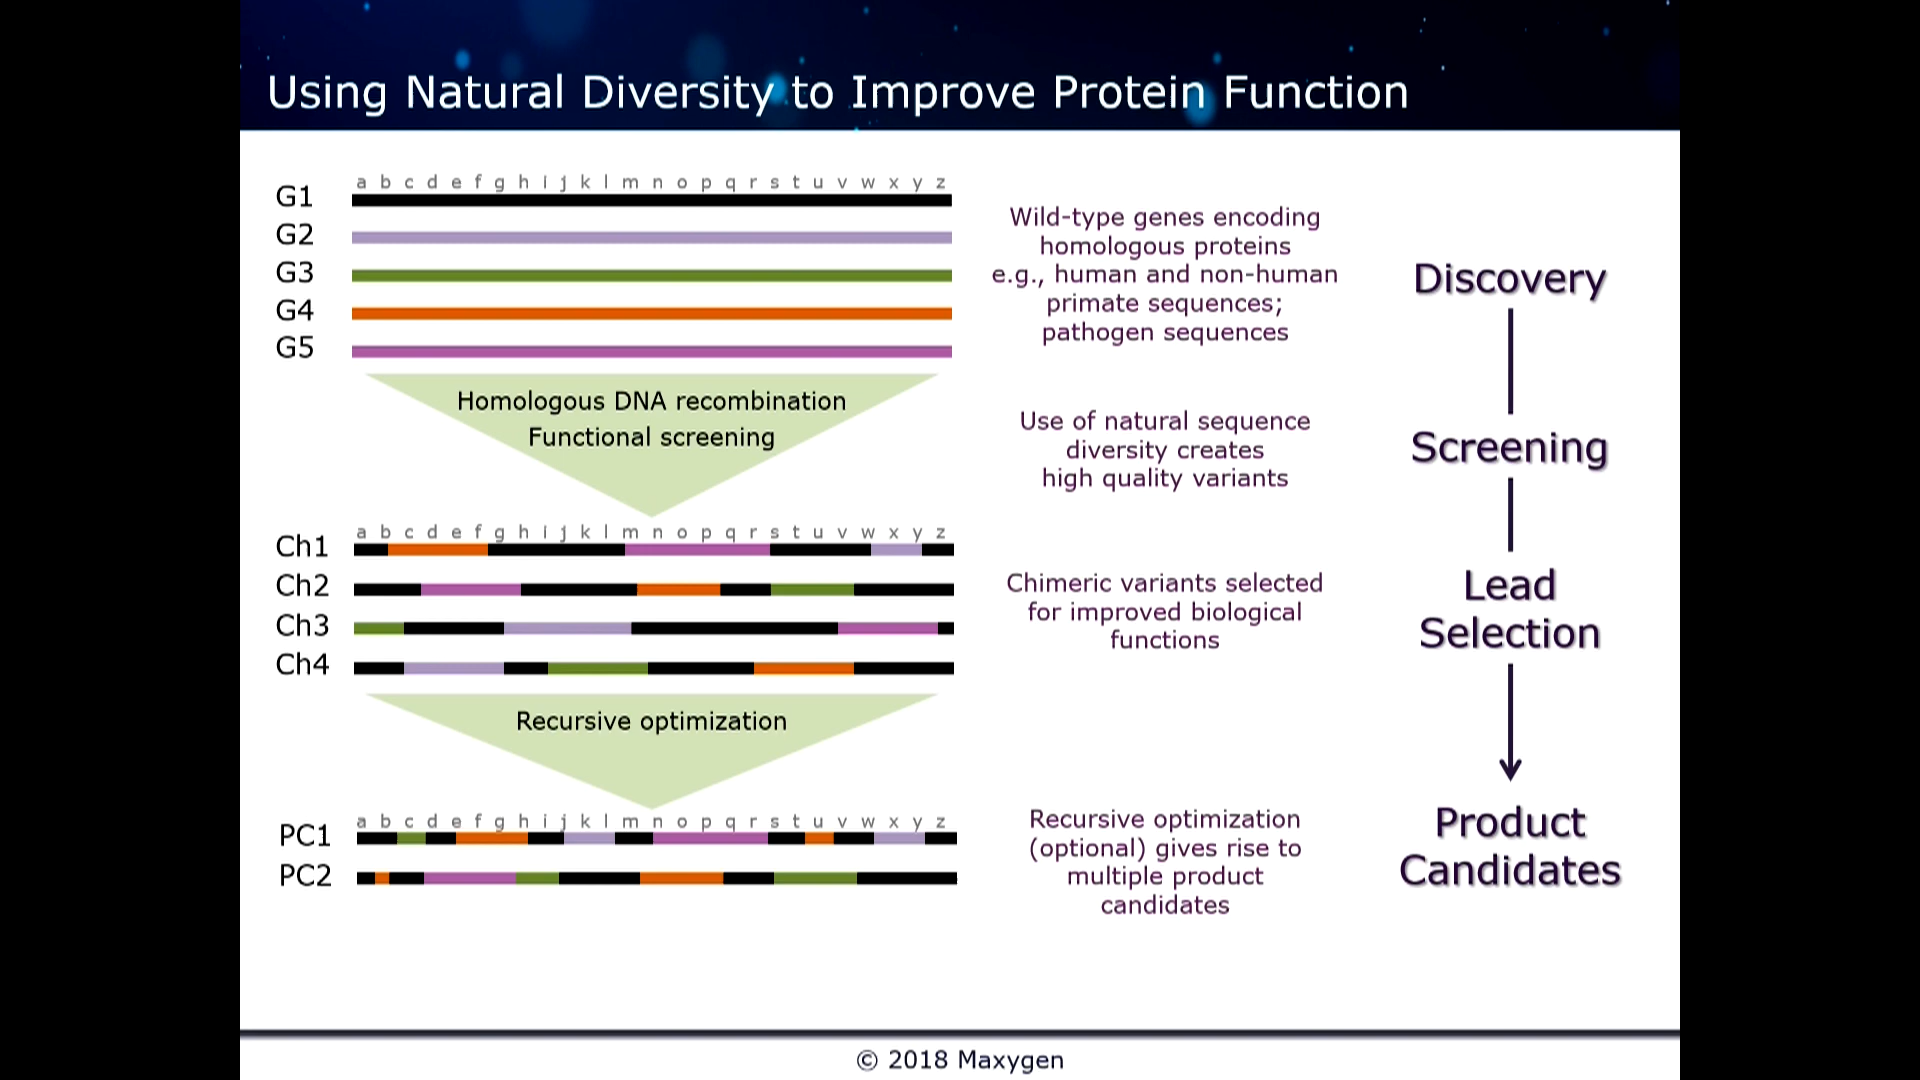 Using Natural Diversity to Improve Protein Function
a b c d e f g h i j k l m n o p q r s t u v w x y z
G1
G2
G3
G4
G5
Wild-type genes encoding
homologous proteins
e.g., human and non-human
primate sequences;
pathogen sequences
Discovery
Homologous DNA recombination
Functional screening
Use of natural sequence
diversity creates
high quality variants
Screening
a b c d e f g h i j k l m n o p q r s t u v w x y z
Ch1
Ch2
Ch3
Ch4
Chimeric variants selected
for improved biological
functions
Lead
Selection
Recursive optimization
a b c d e f g h i j k l m n o p q r s t u v w x y z
PC1
PC2
Recursive optimization
(optional) gives rise to
multiple product
candidates
Product
Candidates
© 2018 Maxygen